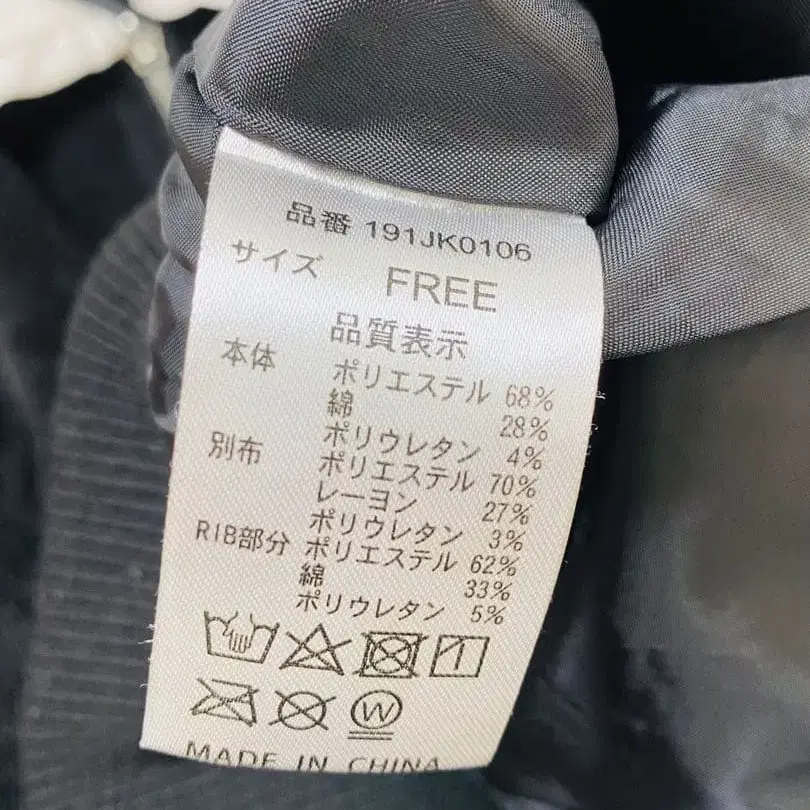 品番 191JK0106
サイズ FREE
品質表示
本体 ポリエステル 68%
綿 28%
ポリウレタン 4%
別布 ポリエステル 70%
レーヨン 27%
ポリウレタン 3%
R18部分 ポリエステル 62%
綿 33%
ポリウレタン 5%
W
MADE IN CHINA